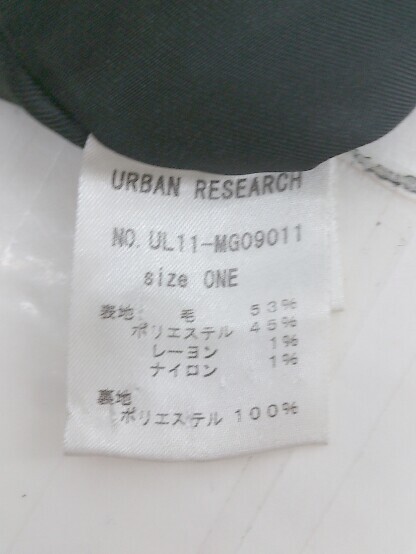 URBAN RESEARCH
NO. UL11-MG09011
size ONE
表地: 毛 53%
ポリエステル 45%
レーヨン 1%
ナイロン 1%
裏地
ポリエステル 100%